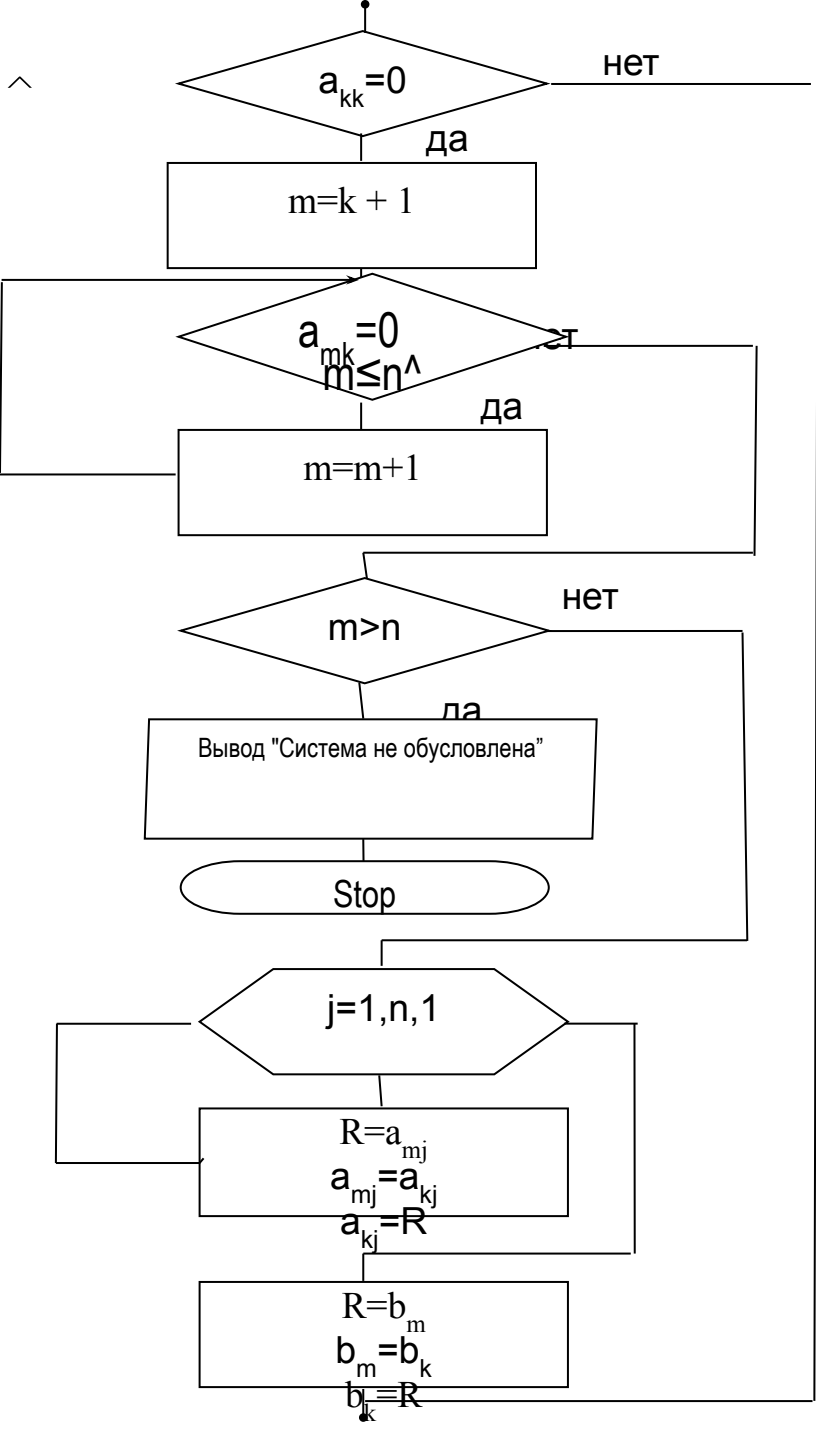 a_kk=0
нет
^
да
m=k + 1
a_mk=0
m≤n^
да
m=m+1
нет
m>n
да
Вывод "Система не обусловлена”
Stop
j=1,n,1
R=a_mj
a_mj=a_kj
a_kj=R
R=b_m
b_m=b_k
b_k=R